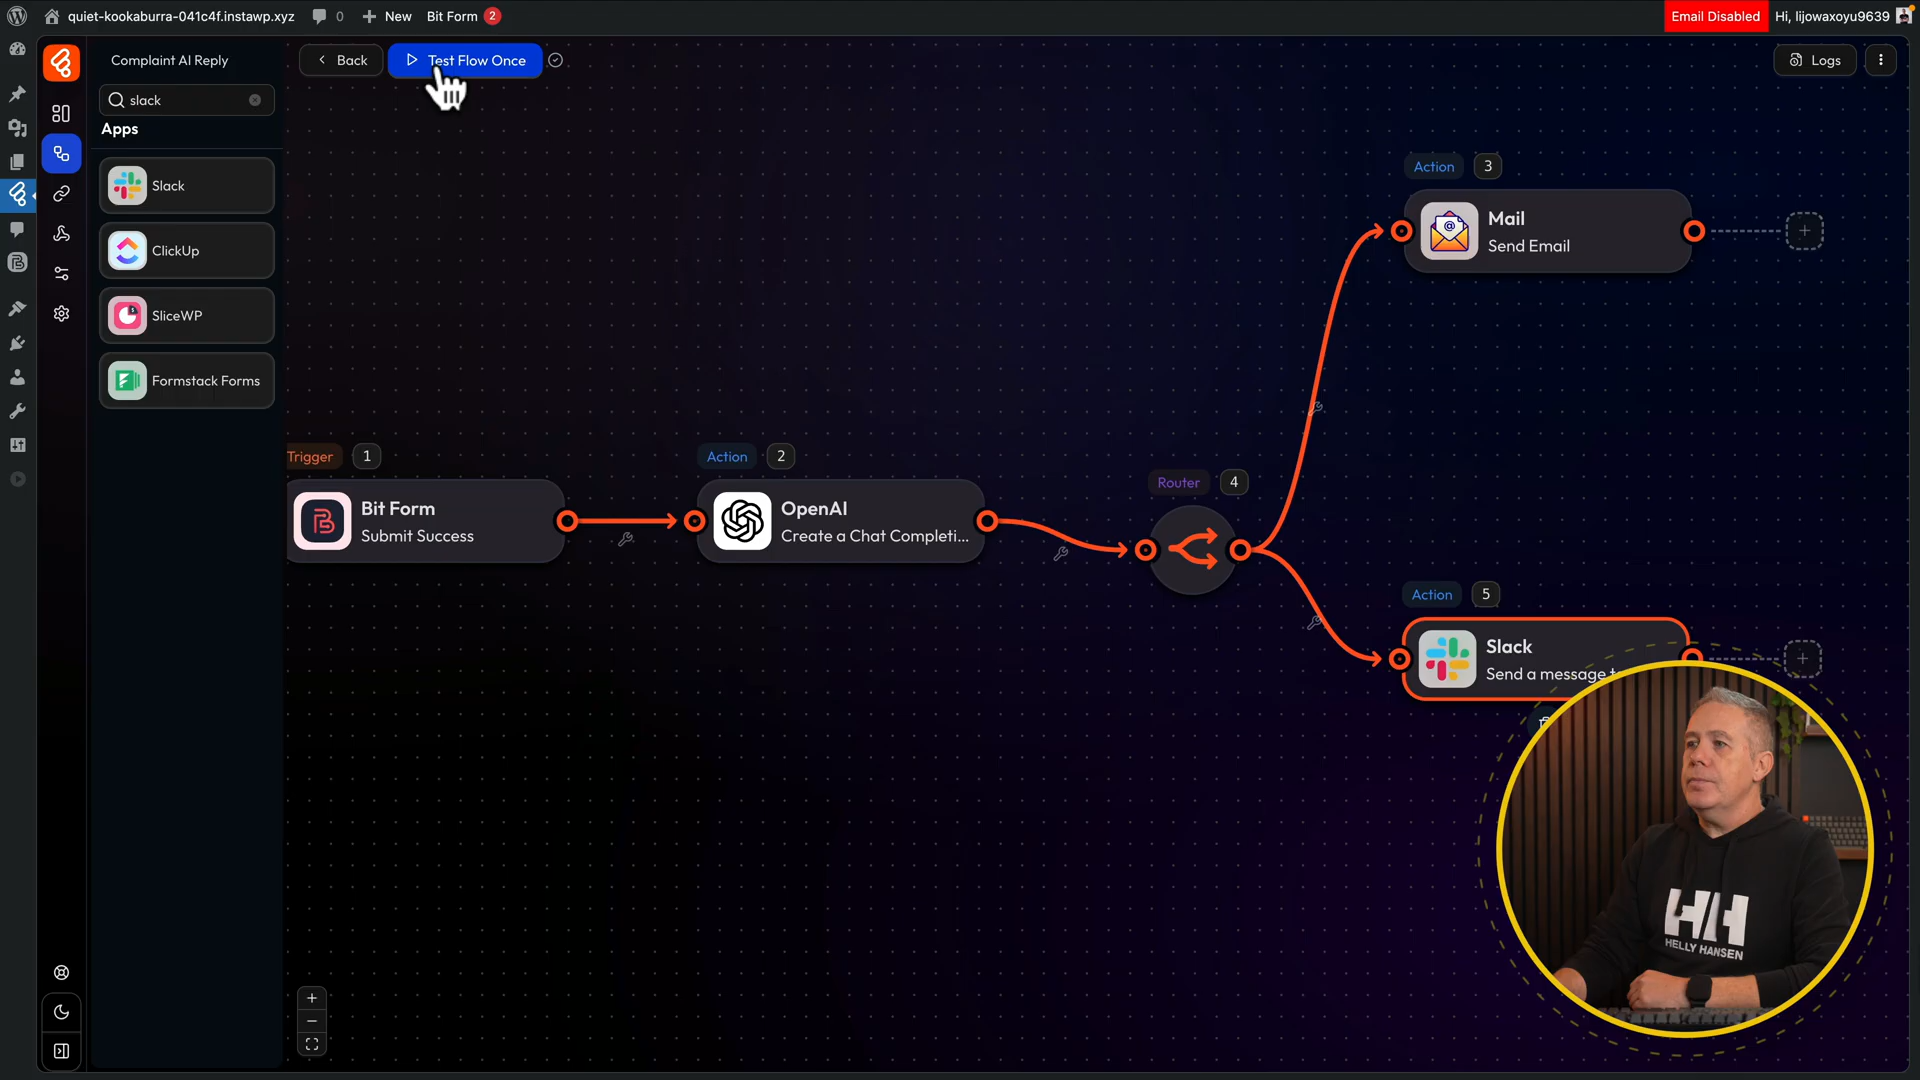 quiet-kookaburra-041c4f.instawp.xyz
0
New
Bit Form 2
Email Disabled
Hi, lijowaxoyu9639
Complaint AI Reply
Back
Test Flow Once
Logs
slack
Apps
Slack
ClickUp
SliceWP
Formstack Forms
Action 3
Mail
Send Email
Trigger 1
Bit Form
Submit Success
Action 2
OpenAI
Create a Chat Completi...
Router 4
Action 5
Slack
Send a message
HH
HELLY HANSEN